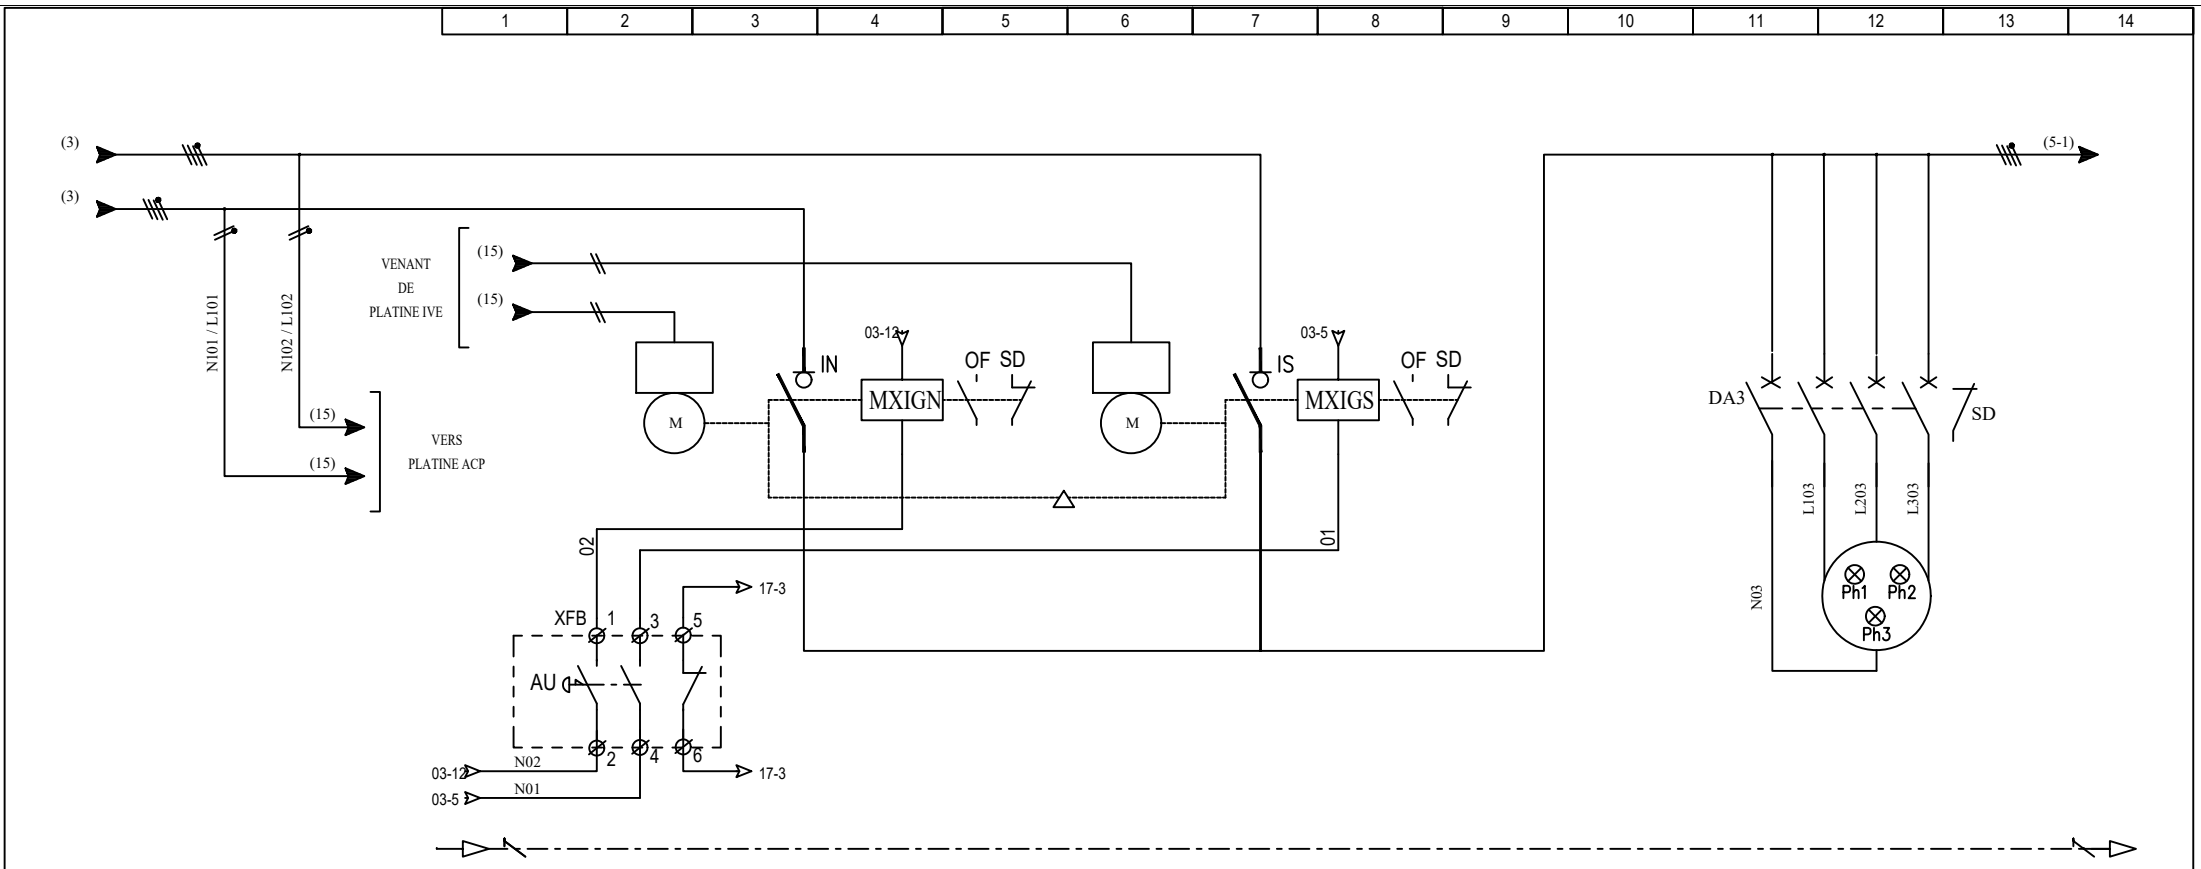 1 2 3 4 5 6 7 8 9 10 11 12 13 14
(3)
(5-1)
(3)
VENANT
DE
PLATINE IVE
(15)
(15)
N101 / L101
N102 / L102
(15)
(15)
VERS
PLATINE ACP
M
IN
03-12
MXIGN
OF SD
M
IS
03-5
MXIGS
OF SD
DA3
SD
L103
L203
L303
N03
Ph1 Ph2
Ph3
02
01
17-3
XFB 1 3 5
AU
2 4 6
03-12 N02
17-3
03-5 N01